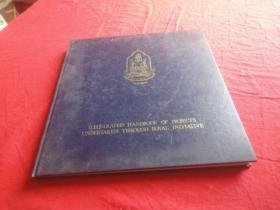 ILLUSTRATED HANDBOOK OF PROJECTS
UNDERTAKEN THROUGH ROYAL INITIATIVE